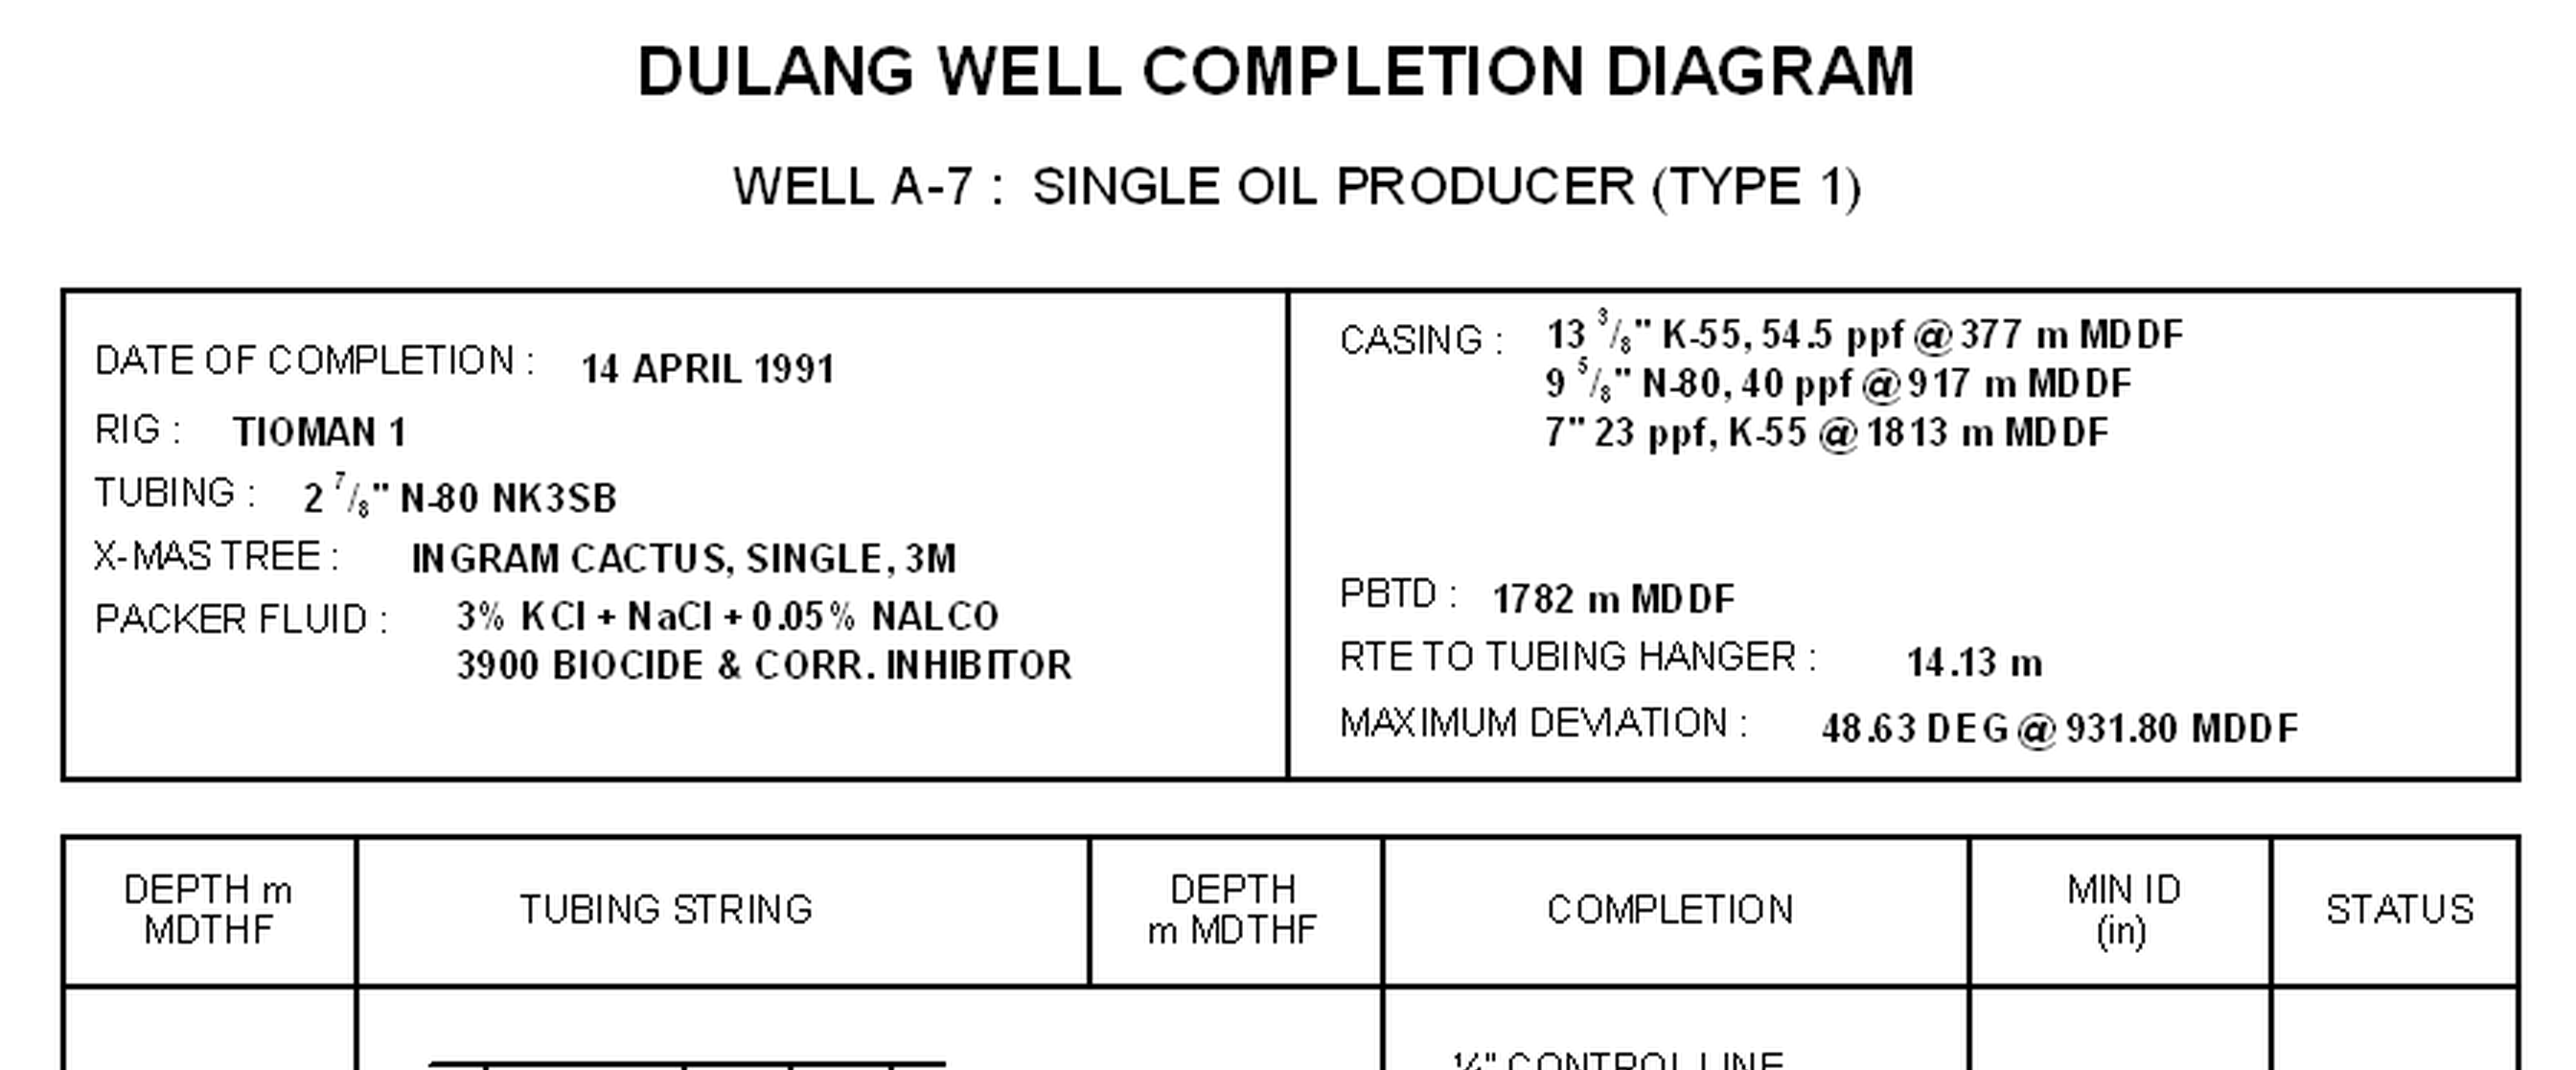 DULANG WELL COMPLETION DIAGRAM
WELL A-7 : SINGLE OIL PRODUCER (TYPE 1)
DATE OF COMPLETION : 14 APRIL 1991
RIG : TIOMAN 1
TUBING : 2 7/8" N-80 NK3SB
X-MAS TREE : INGRAM CACTUS, SINGLE, 3M
PACKER FLUID : 3% KCl + NaCl + 0.05% NALCO
3900 BIOCIDE & CORR. INHIBITOR
CASING : 13 3/8" K-55, 54.5 ppf @ 377 m MDDF
9 5/8" N-80, 40 ppf @ 917 m MDDF
7" 23 ppf, K-55 @ 1813 m MDDF
PBTD : 1782 m MDDF
RTE TO TUBING HANGER : 14.13 m
MAXIMUM DEVIATION : 48.63 DEG @ 931.80 MDDF
DEPTH m
MDTHF
TUBING STRING
DEPTH
m MDTHF
COMPLETION
MIN ID
(in)
STATUS
¼" CONTROL LINE